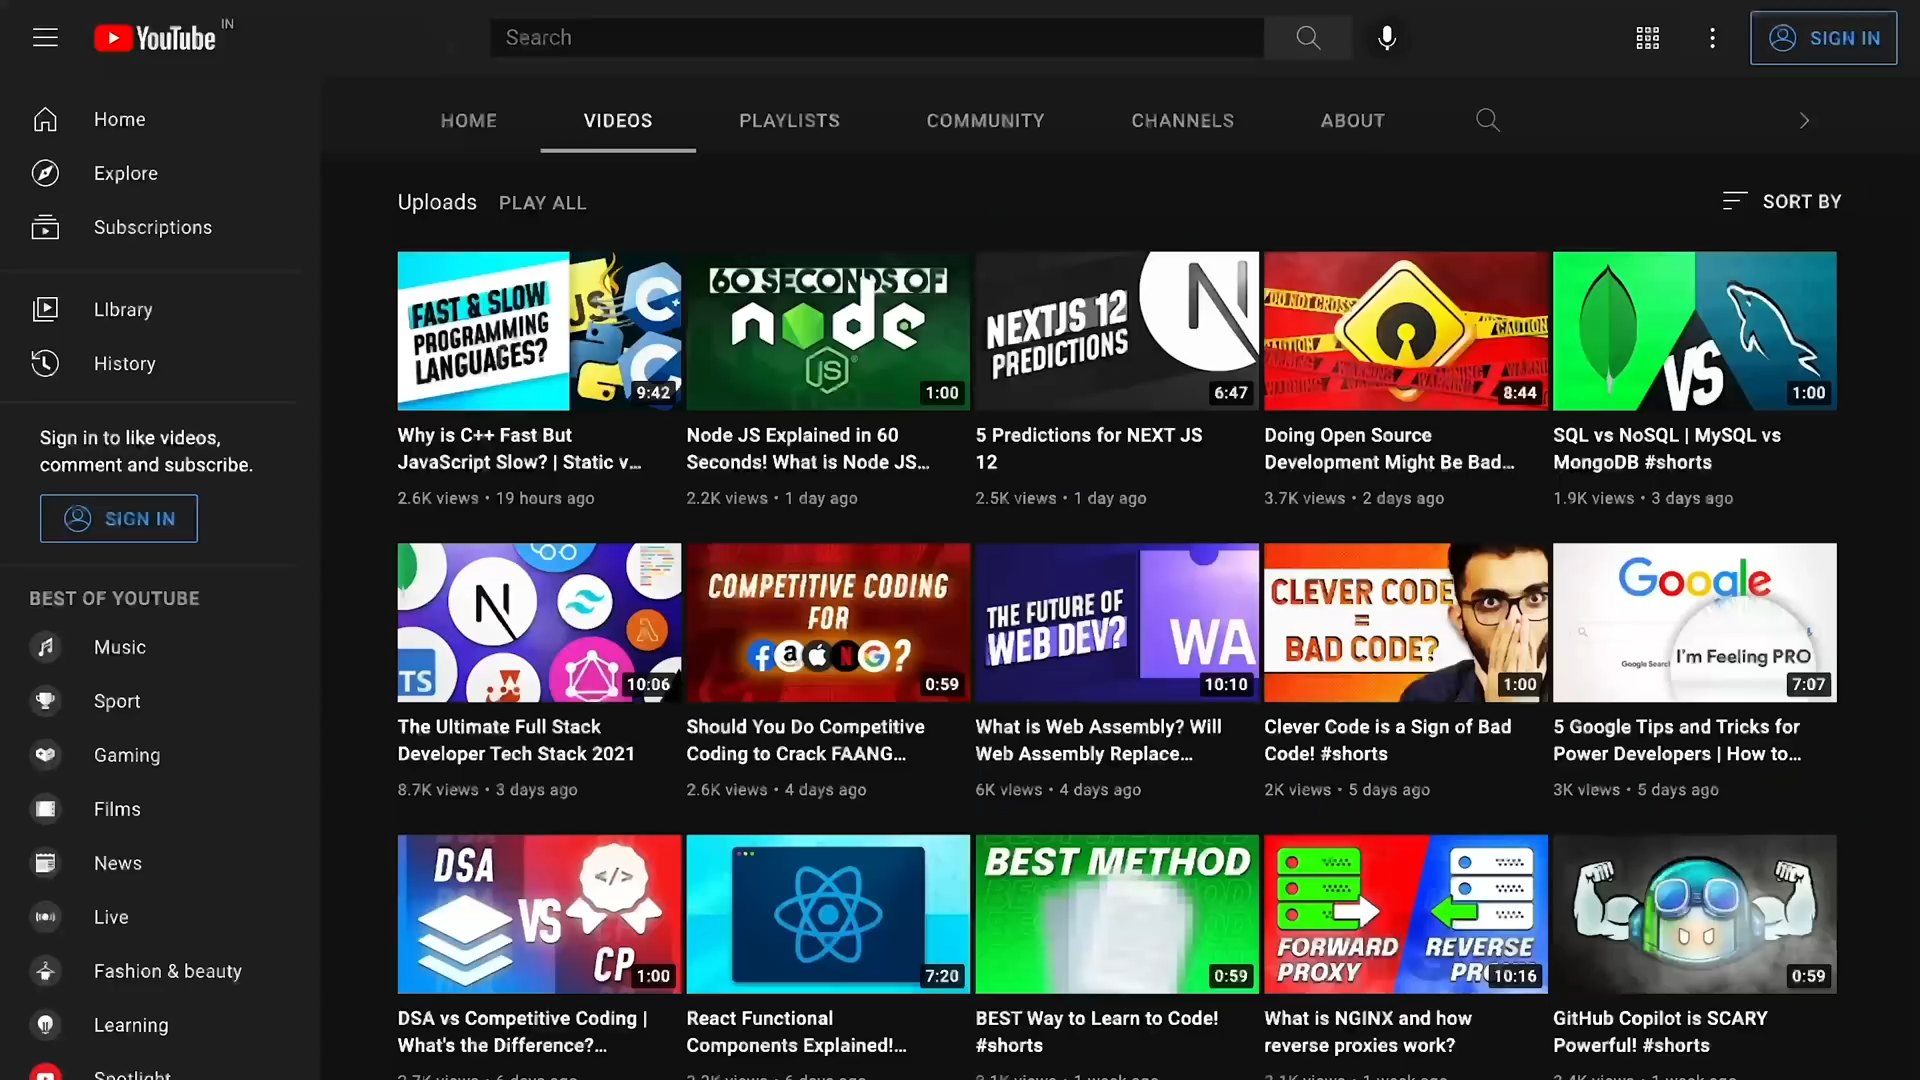 YouTube IN
Search
SIGN IN
Home
Explore
Subscriptions
LIbrary
History
Sign in to like videos,
comment and subscribe.
SIGN IN
BEST OF YOUTUBE
Music
Sport
Gaming
Films
News
Live
Fashion & beauty
Learning
Spotlight
HOME
VIDEOS
PLAYLISTS
COMMUNITY
CHANNELS
ABOUT
Uploads PLAY ALL
SORT BY
FAST & SLOW
PROGRAMMING
LANGUAGES?
JS
9:42
Why is C++ Fast But
JavaScript Slow? | Static v...
2.6K views • 19 hours ago
60 SECONDS OF
node
JS
1:00
Node JS Explained in 60
Seconds! What is Node JS...
2.2K views • 1 day ago
NEXTJS 12
PREDICTIONS
N
6:47
5 Predictions for NEXT JS
12
2.5K views • 1 day ago
DO NOT CROSS
CAUTION
CAUTION
WARNING
8:44
Doing Open Source
Development Might Be Bad...
3.7K views • 2 days ago
VS
1:00
SQL vs NoSQL | MySQL vs
MongoDB #shorts
1.9K views • 3 days ago
N
TS
10:06
The Ultimate Full Stack
Developer Tech Stack 2021
8.7K views • 3 days ago
COMPETITIVE CODING
FOR
?
0:59
Should You Do Competitive
Coding to Crack FAANG...
2.6K views • 4 days ago
THE FUTURE OF
WEB DEV?
WA
10:10
What is Web Assembly? Will
Web Assembly Replace...
6K views • 4 days ago
CLEVER CODE
=
BAD CODE?
1:00
Clever Code is a Sign of Bad
Code! #shorts
2K views • 5 days ago
Google
Google Search
I'm Feeling PRO
7:07
5 Google Tips and Tricks for
Power Developers | How to...
3K views • 5 days ago
DSA
VS
</>
CP
1:00
DSA vs Competitive Coding |
What's the Difference?...
React Functional
Components Explained!...
7:20
BEST METHOD
0:59
BEST Way to Learn to Code!
#shorts
FORWARD
PROXY
REVERSE
10:16
What is NGINX and how
reverse proxies work?
0:59
GitHub Copilot is SCARY
Powerful! #shorts